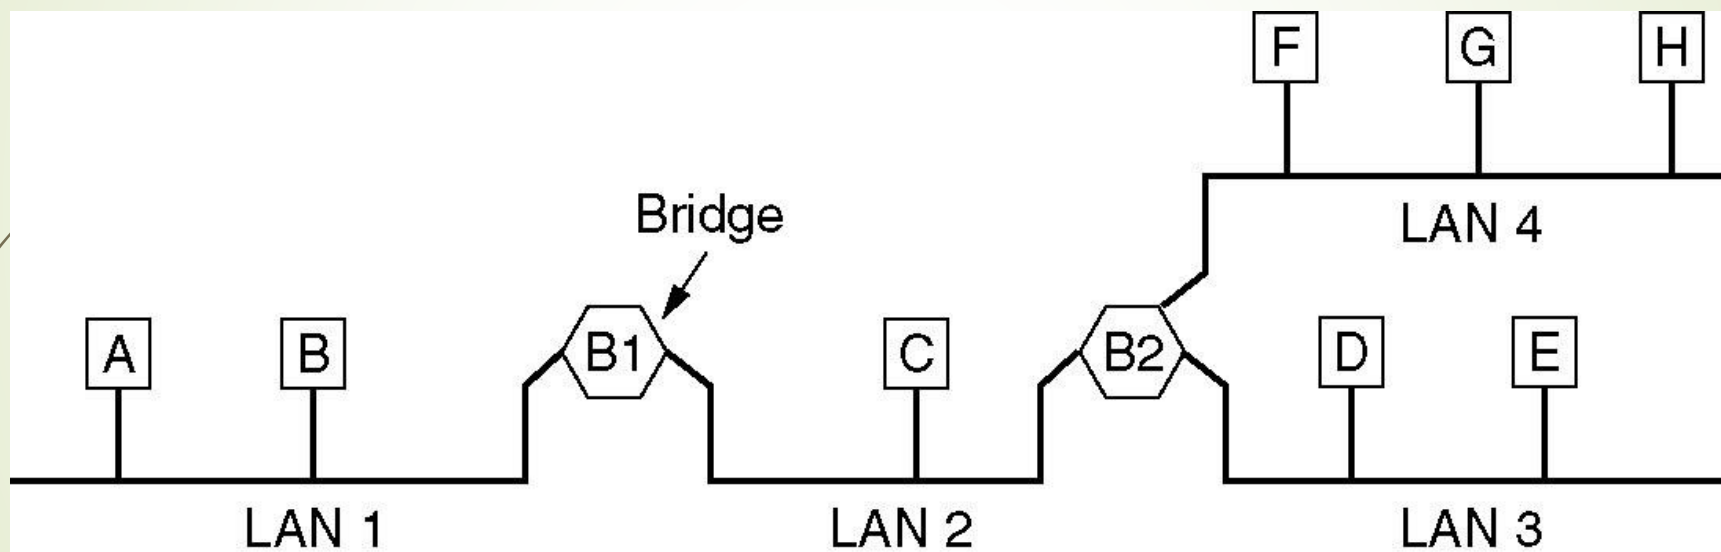 F G H
LAN 4
Bridge
A B B1 C B2 D E
LAN 1 LAN 2 LAN 3